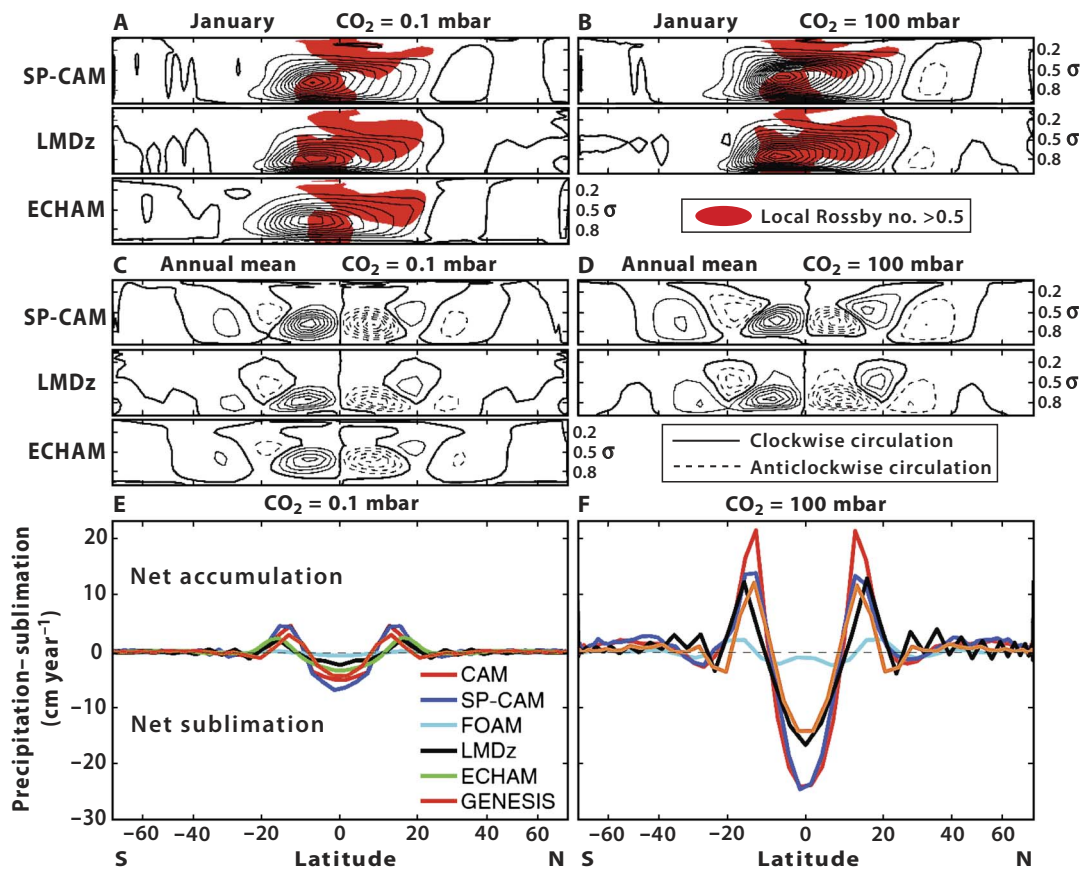 A January CO₂ = 0.1 mbar
B January CO₂ = 100 mbar
SP-CAM
0.2
0.5 σ
0.8
LMDz
0.2
0.5 σ
0.8
ECHAM
0.2
0.5 σ
0.8
Local Rossby no. >0.5
C Annual mean CO₂ = 0.1 mbar
D Annual mean CO₂ = 100 mbar
SP-CAM
0.2
0.5 σ
0.8
LMDz
0.2
0.5 σ
0.8
ECHAM
0.2
0.5 σ
0.8
Clockwise circulation
Anticlockwise circulation
E CO₂ = 0.1 mbar
F CO₂ = 100 mbar
Precipitation– sublimation
(cm year⁻¹)
20
10
0
−10
−20
−30
Net accumulation
Net sublimation
CAM
SP-CAM
FOAM
LMDz
ECHAM
GENESIS
−60 −40 −20 0 20 40 60
−60 −40 −20 0 20 40 60
S Latitude N
S Latitude N